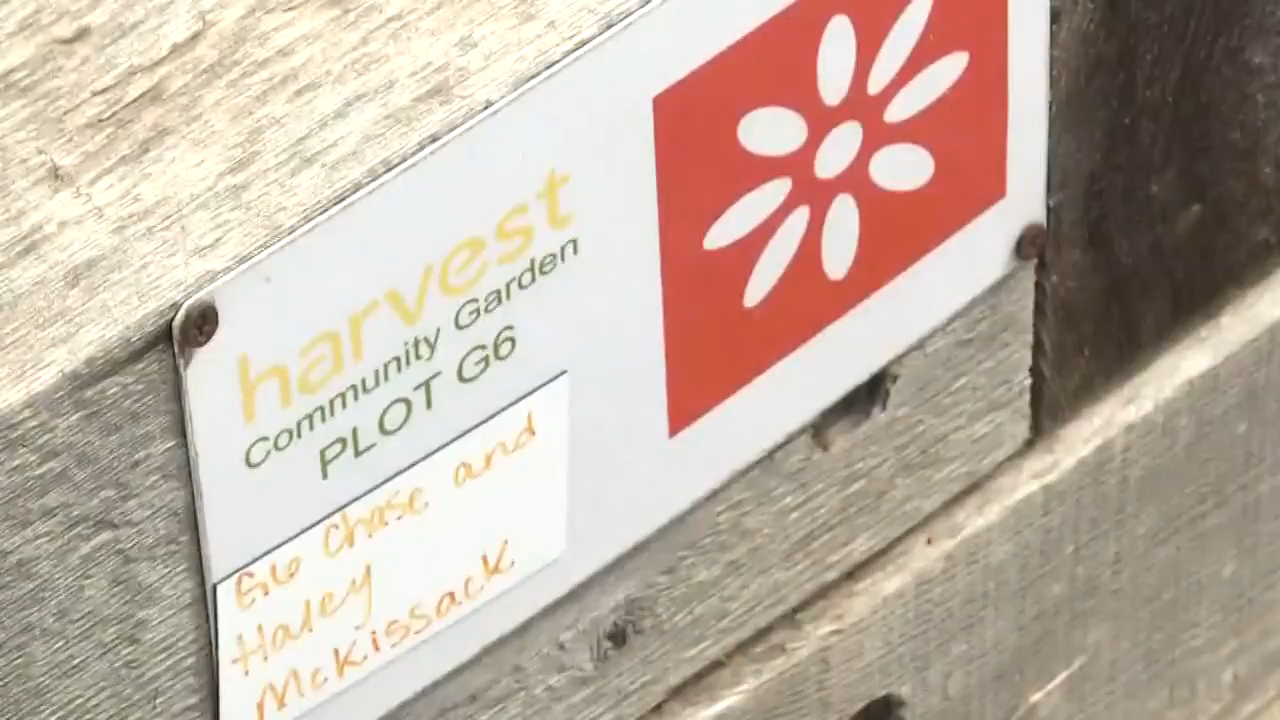 harvest
Community Garden
PLOT G6
Chase and
Haley
McKissack